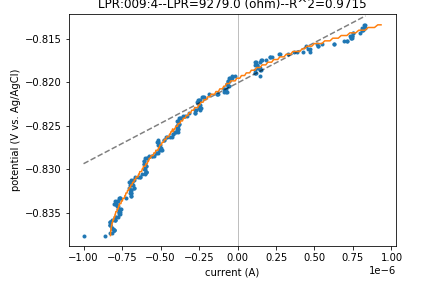 LPR:009:4--LPR=9279.0 (ohm)--R^2=0.9715
potential (V vs. Ag/AgCl)
−0.815
−0.820
−0.825
−0.830
−0.835
−1.00 −0.75 −0.50 −0.25 0.00 0.25 0.50 0.75 1.00
1e−6
current (A)